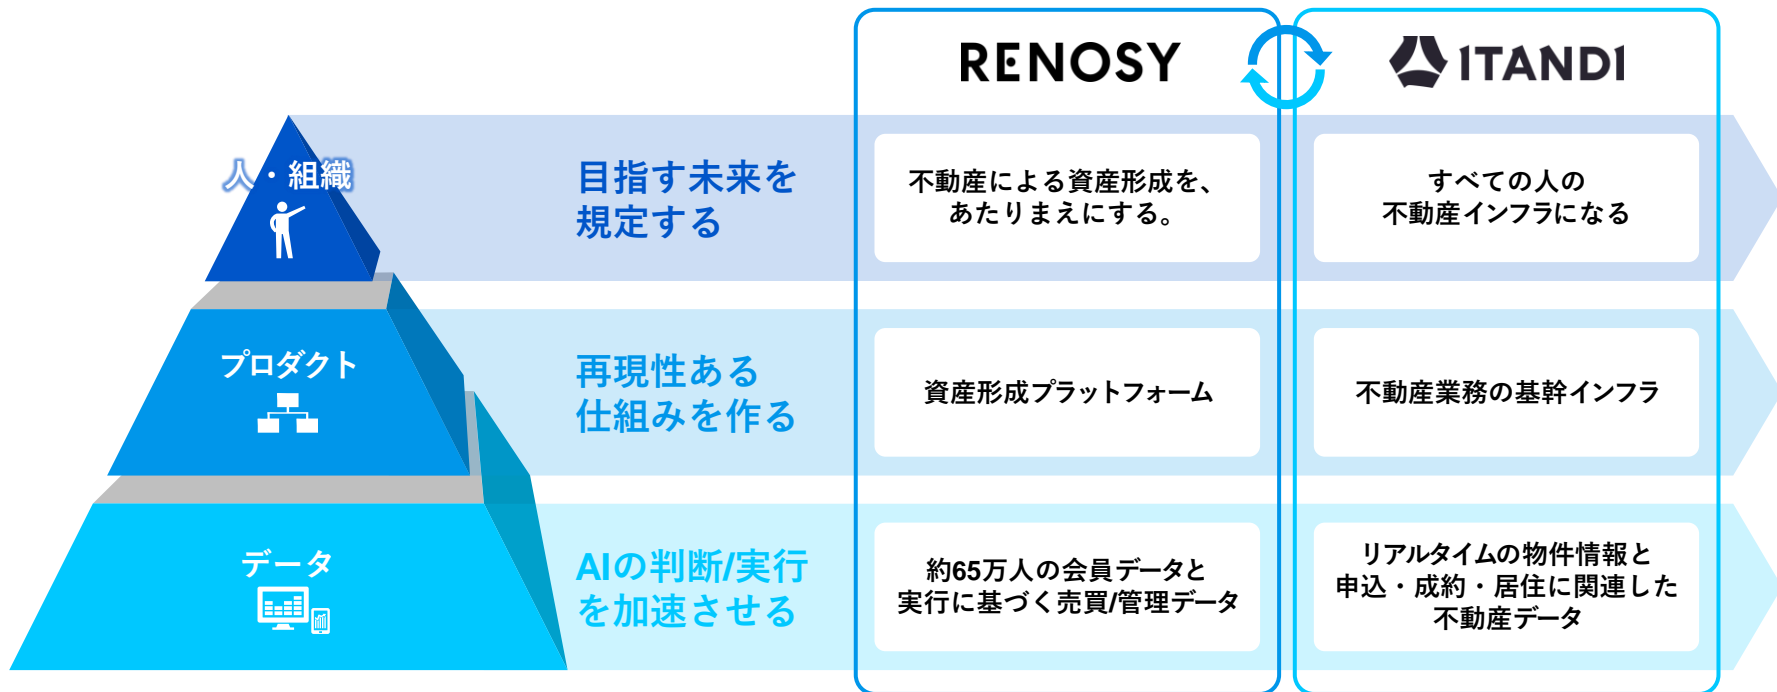 RENOSY
ITANDI
人・組織
目指す未来を
規定する
不動産による資産形成を、
あたりまえにする。
すべての人の
不動産インフラになる
プロダクト
再現性ある
仕組みを作る
資産形成プラットフォーム
不動産業務の基幹インフラ
データ
AIの判断/実行
を加速させる
約65万人の会員データと
実行に基づく売買/管理データ
リアルタイムの物件情報と
申込・成約・居住に関連した
不動産データ